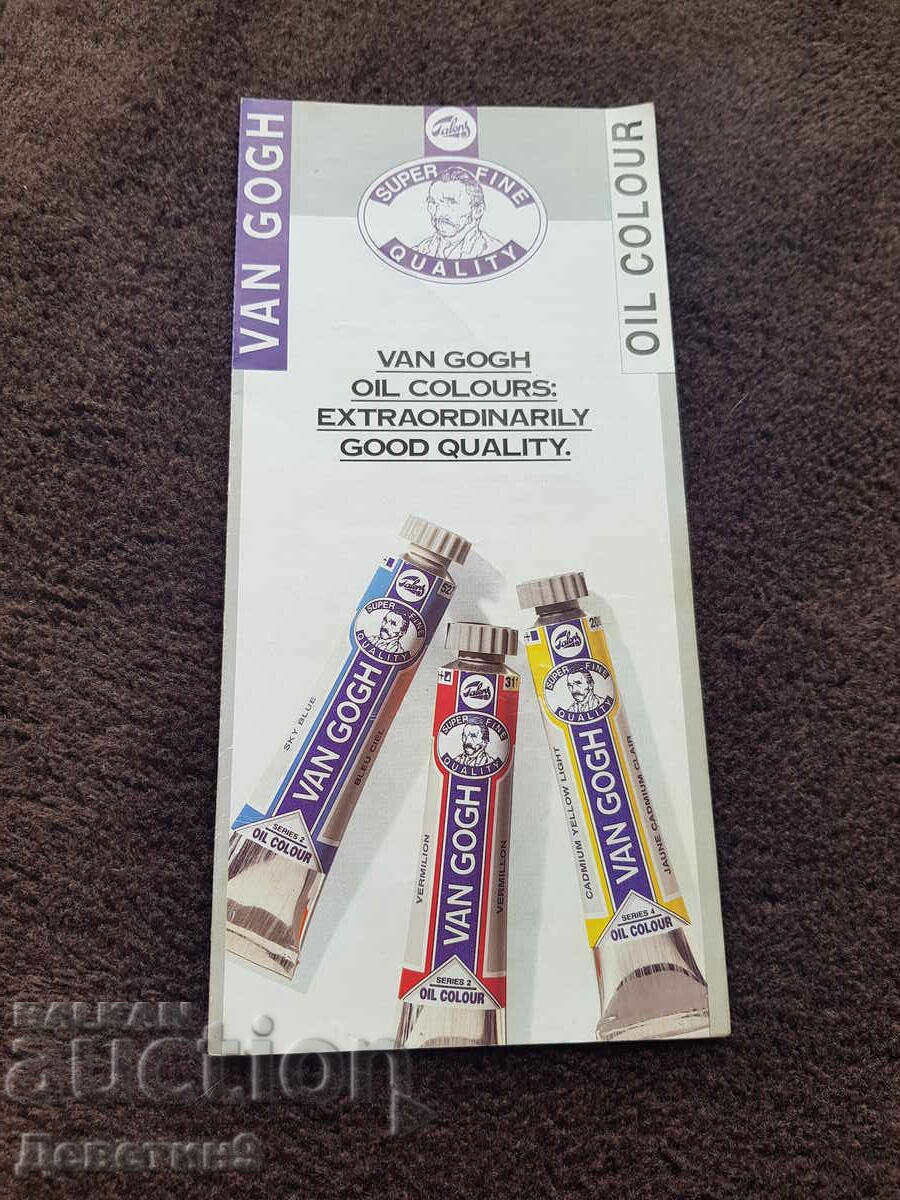 VAN GOGH
Talens
SUPER FINE
QUALITY
OIL COLOUR
VAN GOGH
OIL COLOURS:
EXTRAORDINARILY
GOOD QUALITY.
Talens
SUPER FINE
QUALITY
SKY BLUE
VAN GOGH
BLEU CIEL
SERIES 2
OIL COLOUR
Talens
311
SUPER FINE
QUALITY
VERMILION
VAN GOGH
VERMILLON
SERIES 2
OIL COLOUR
Talens
SUPER FINE
QUALITY
CADMIUM YELLOW LIGHT
VAN GOGH
JAUNE CADMIUM CLAIR
SERIES 4
OIL COLOUR
BALKAN
auction
Деветин9